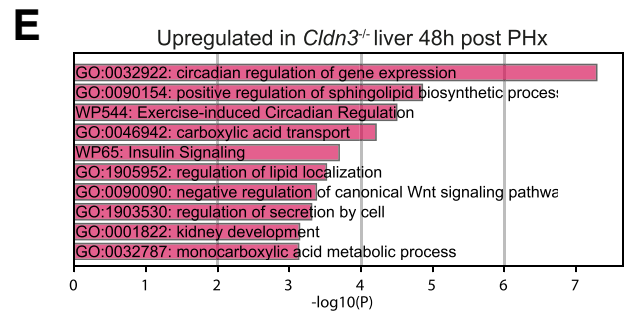 E
Upregulated in Cldn3-/- liver 48h post PHx
GO:0032922: circadian regulation of gene expression
GO:0090154: positive regulation of sphingolipid biosynthetic proces
WP544: Exercise-induced Circadian Regulation
GO:0046942: carboxylic acid transport
WP65: Insulin Signaling
GO:1905952: regulation of lipid localization
GO:0090090: negative regulation of canonical Wnt signaling pathwa
GO:1903530: regulation of secretion by cell
GO:0001822: kidney development
GO:0032787: monocarboxylic acid metabolic process
0 1 2 3 4 5 6 7
-log10(P)